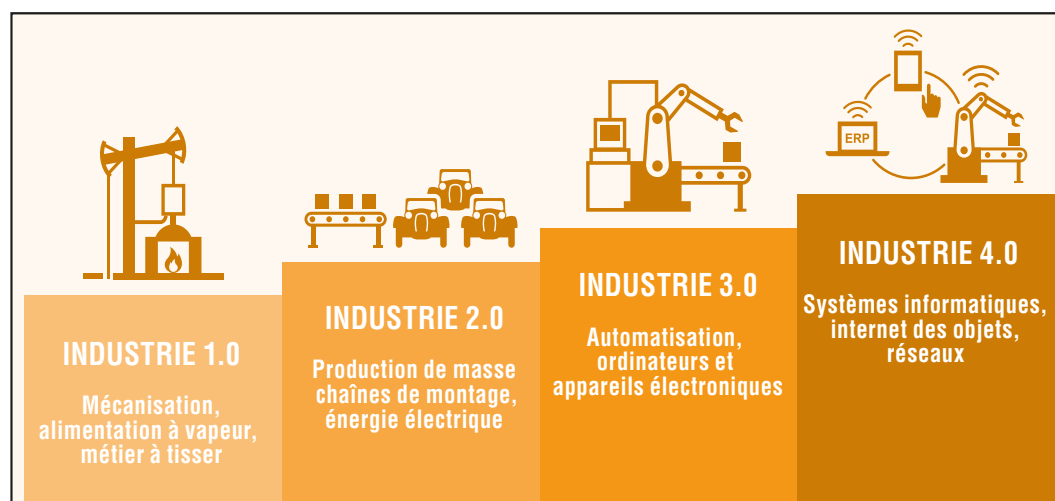 INDUSTRIE 1.0
Mécanisation,
alimentation à vapeur,
métier à tisser
INDUSTRIE 2.0
Production de masse
chaînes de montage,
énergie électrique
INDUSTRIE 3.0
Automatisation,
ordinateurs et
appareils électroniques
ERP
INDUSTRIE 4.0
Systèmes informatiques,
internet des objets,
réseaux